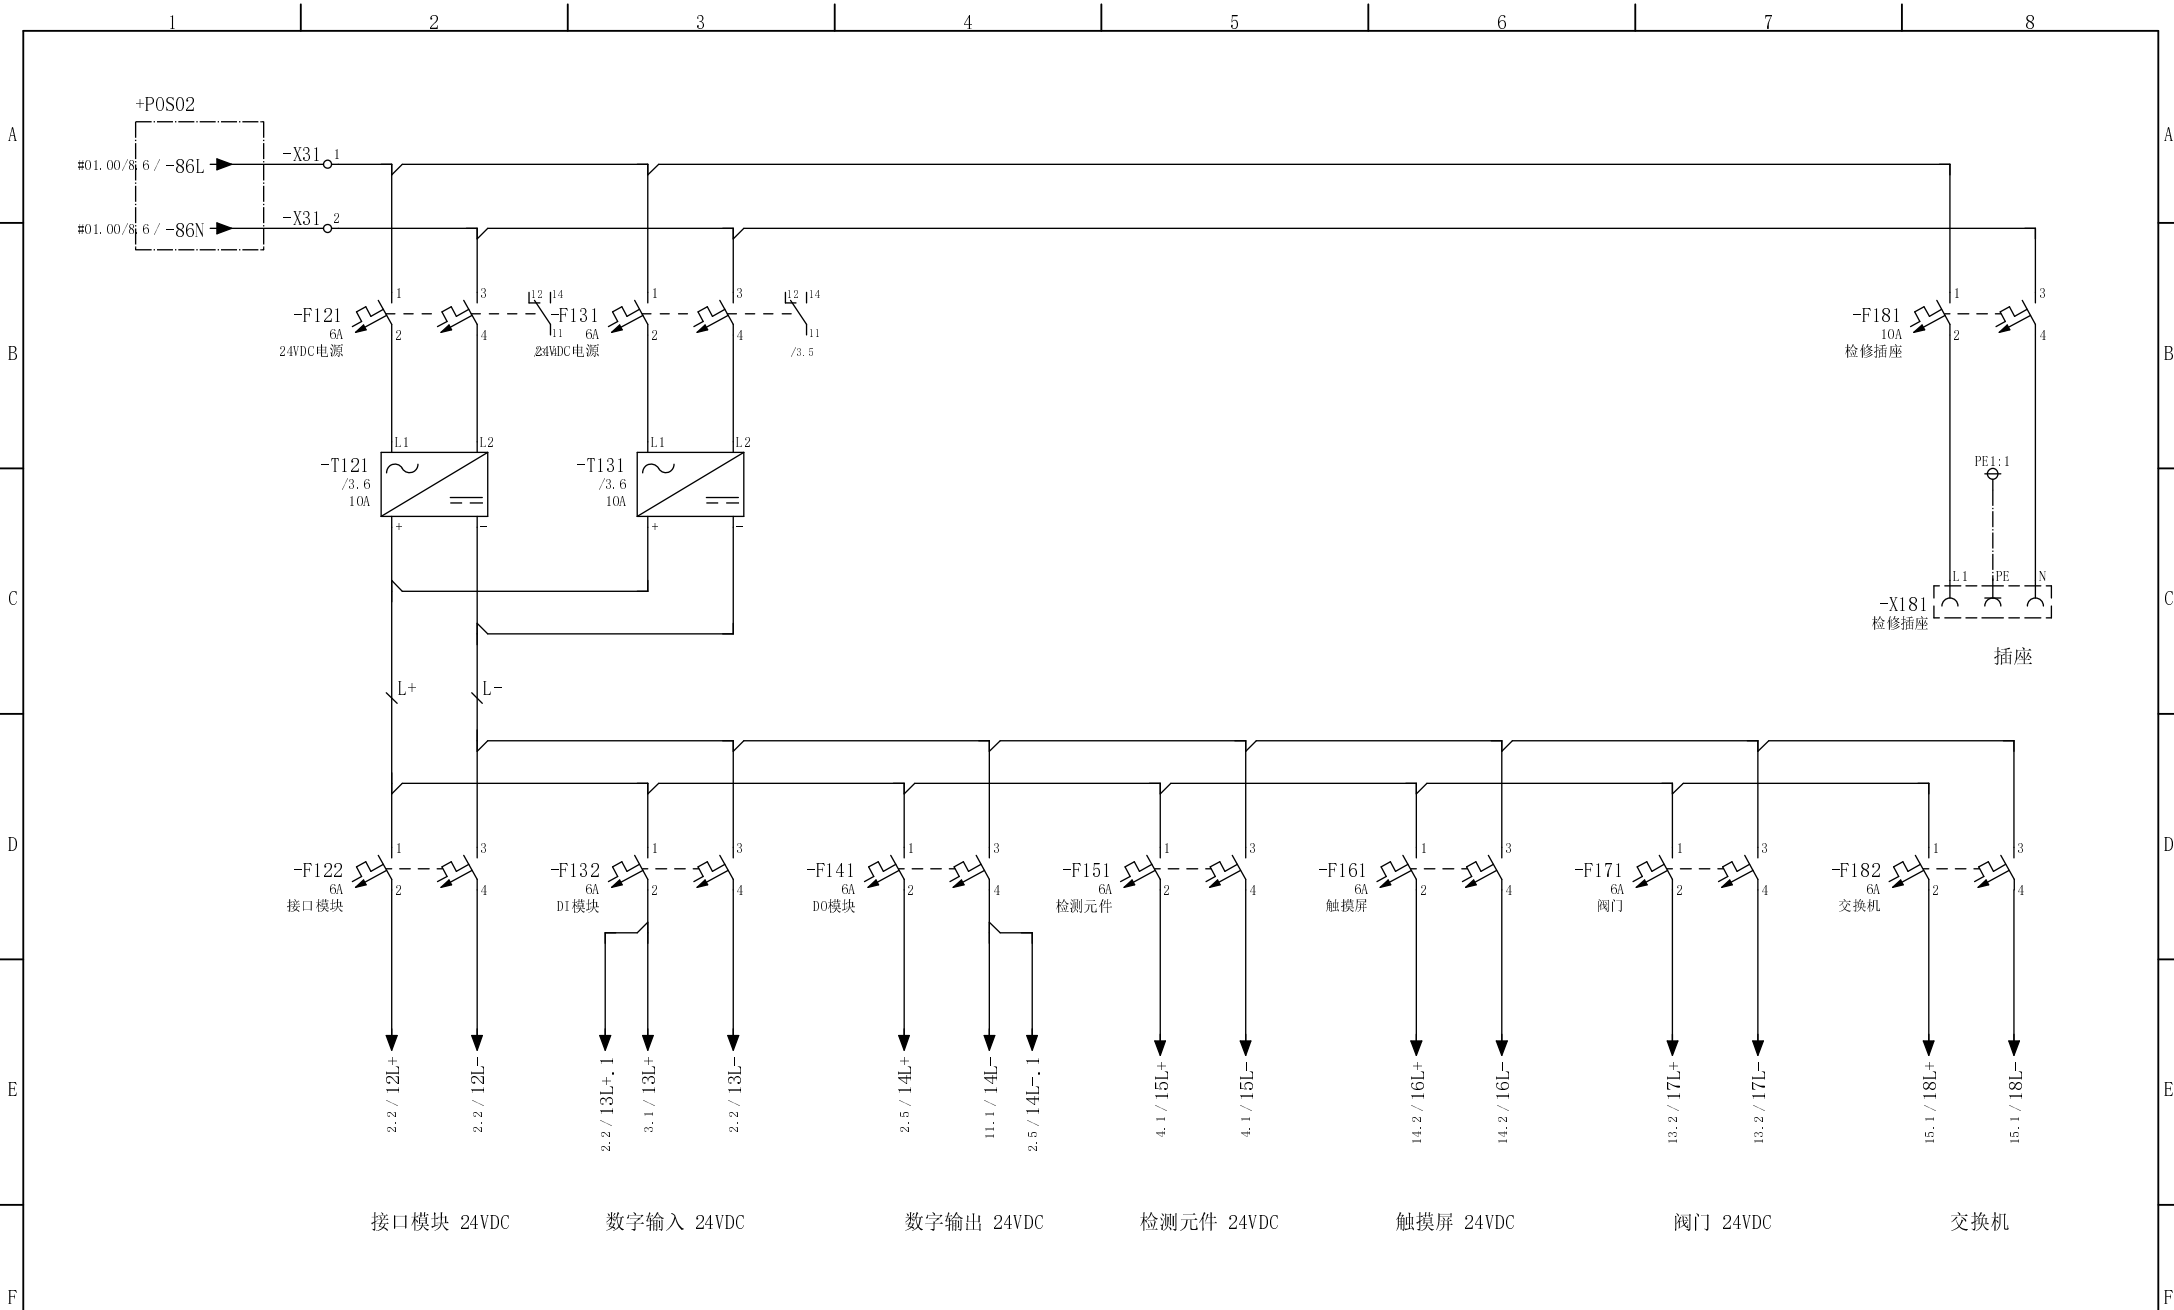 1 2 3 4 5 6 7 8
+POS02
A A
#01.00/8.6 / -86L -X31 1
#01.00/8.6 / -86N -X31 2
1 3 12 14 1 3 12 14 1 3
-F121 -F131 -F181
6A 2 4 11 6A 2 4 11 10A 2 4
24VDC电源 24VDC电源 /3.5 检修插座
B B
L1 L2 L1 L2
-T121 -T131 PE1:1
/3.6 /3.6
10A 10A
+ - + -
L1 PE N
C C
-X181
检修插座
插座
L+ L-
D D
1 3 1 3 1 3 1 3 1 3 1 3 1 3
-F122 -F132 -F141 -F151 -F161 -F171 -F182
6A 2 4 6A 2 4 6A 2 4 6A 2 4 6A 2 4 6A 2 4 6A 2 4
接口模块 DI模块 DO模块 检测元件 触摸屏 阀门 交换机
E E
2.2 / 12L+
2.2 / 12L-
2.2 / 13L+.1
3.1 / 13L+
2.2 / 13L-
2.5 / 14L+
11.1 / 14L-
2.5 / 14L-.1
4.1 / 15L+
4.1 / 15L-
14.2 / 16L+
14.2 / 16L-
13.2 / 17L+
13.2 / 17L-
15.1 / 18L+
15.1 / 18L-
接口模块 24VDC 数字输入 24VDC 数字输出 24VDC 检测元件 24VDC 触摸屏 24VDC 阀门 24VDC 交换机
F F